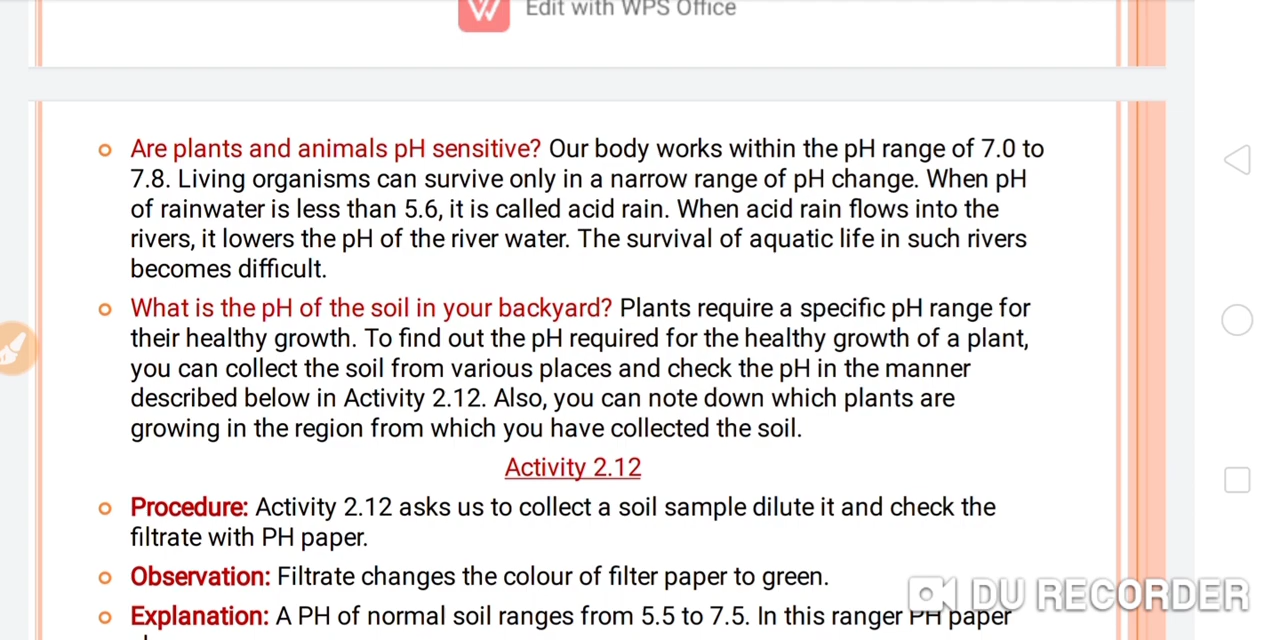 Edit with WPS Office
Are plants and animals pH sensitive? Our body works within the pH range of 7.0 to
7.8. Living organisms can survive only in a narrow range of pH change. When pH
of rainwater is less than 5.6, it is called acid rain. When acid rain flows into the
rivers, it lowers the pH of the river water. The survival of aquatic life in such rivers
becomes difficult.
What is the pH of the soil in your backyard? Plants require a specific pH range for
their healthy growth. To find out the pH required for the healthy growth of a plant,
you can collect the soil from various places and check the pH in the manner
described below in Activity 2.12. Also, you can note down which plants are
growing in the region from which you have collected the soil.
Activity 2.12
Procedure: Activity 2.12 asks us to collect a soil sample dilute it and check the
filtrate with PH paper.
Observation: Filtrate changes the colour of filter paper to green.
DU RECORDER
Explanation: A PH of normal soil ranges from 5.5 to 7.5. In this ranger PH paper